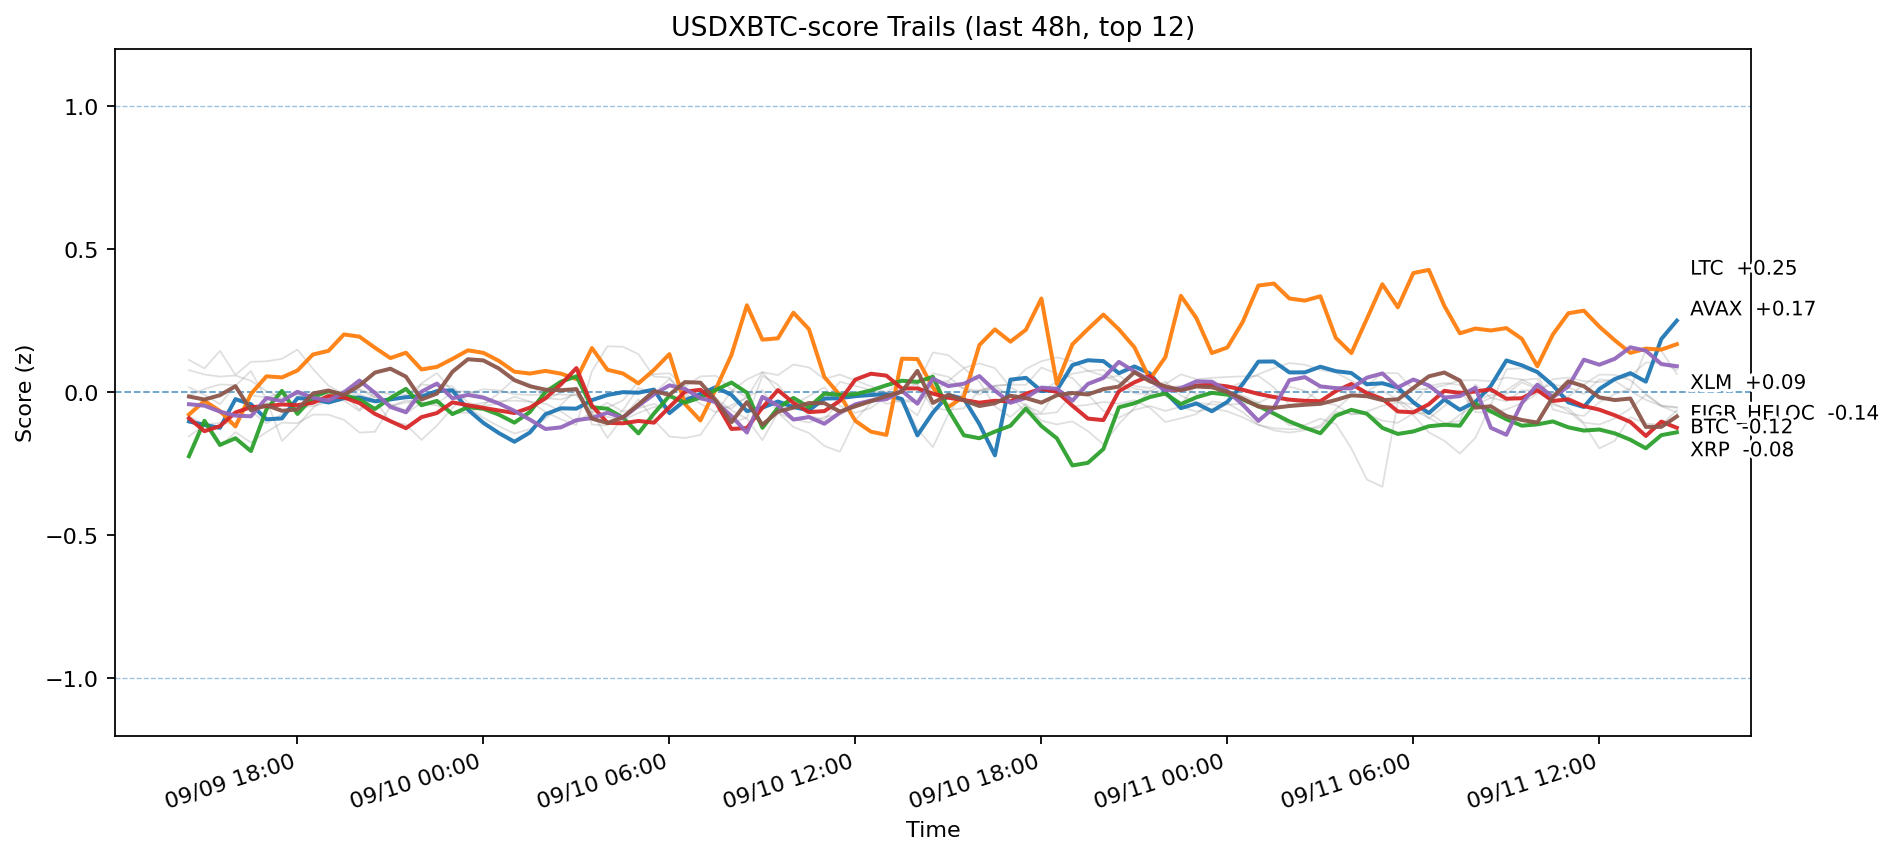 USDXBTC-score Trails (last 48h, top 12)
Score (z)
1.0
0.5
0.0
−0.5
−1.0
LTC +0.25
AVAX +0.17
XLM +0.09
FIGR_HELOC -0.14
BTC -0.12
XRP -0.08
09/09 18:00
09/10 00:00
09/10 06:00
09/10 12:00
09/10 18:00
09/11 00:00
09/11 06:00
09/11 12:00
Time